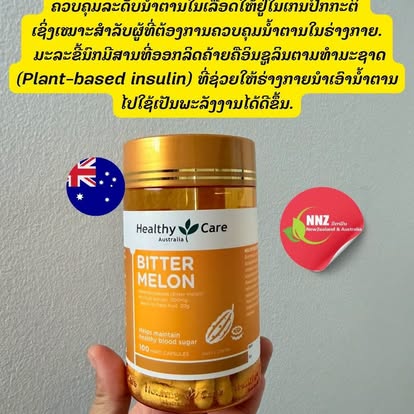 ຄວບຄຸມລະດັບນ້ຳຕານໃນເລືອດໃຫ້ຢູ່ໃນເກນປົກກະຕິ
ເຊິ່ງເໝາະສຳລັບຜູ້ທີ່ຕ້ອງການຄວບຄຸມນ້ຳຕານໃນຮ່າງກາຍ.
ມະລະຂີ້ນົກມີສານທີ່ອອກລິດຄ້າຍຄືອິນຊູລິນຕາມທຳມະຊາດ
(Plant-based insulin) ທີ່ຊ່ວຍໃຫ້ຮ່າງກາຍນຳເອົານ້ຳຕານ
ໄປໃຊ້ເປັນພະລັງງານໄດ້ດີຂຶ້ນ.
NNZ
NewZealand & Australia
Healthy Care
Australia
BITTER
MELON
Helps maintain
healthy blood sugar
100
CAPSULES